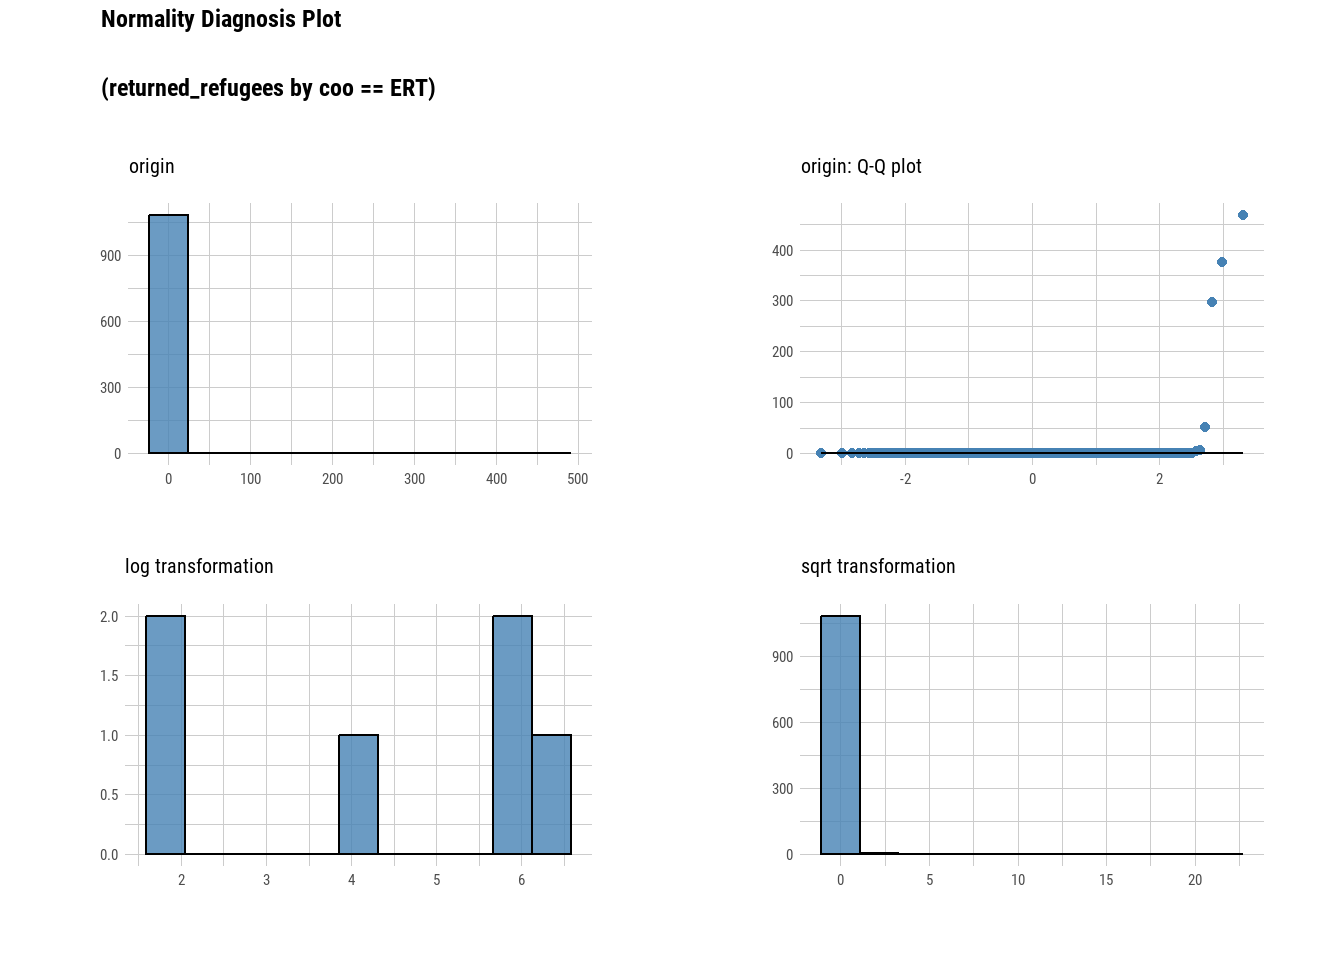 Normality Diagnosis Plot
(returned_refugees by coo == ERT)
origin
900
600
300
0
0 100 200 300 400 500
origin: Q-Q plot
400
300
200
100
0
-2 0 2
log transformation
2.0
1.5
1.0
0.5
0.0
2 3 4 5 6
sqrt transformation
900
600
300
0
0 5 10 15 20